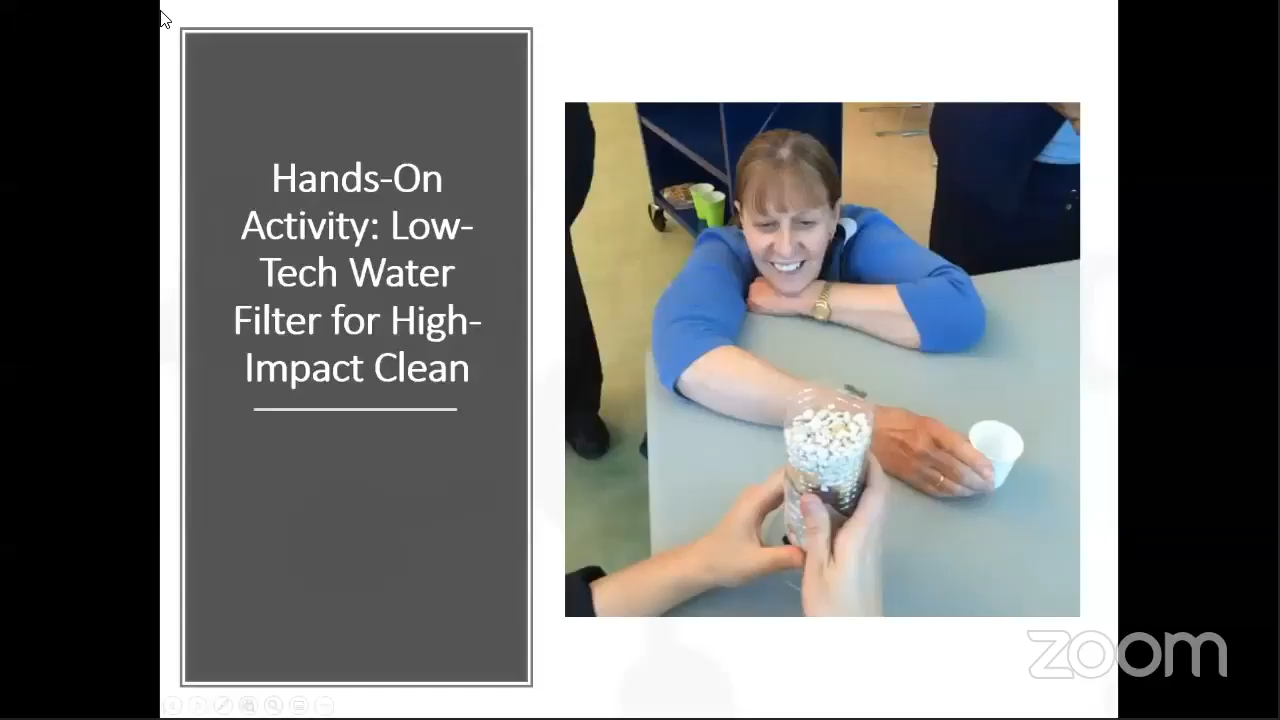 Hands-On
Activity: Low-
Tech Water
Filter for High-
Impact Clean
zoom